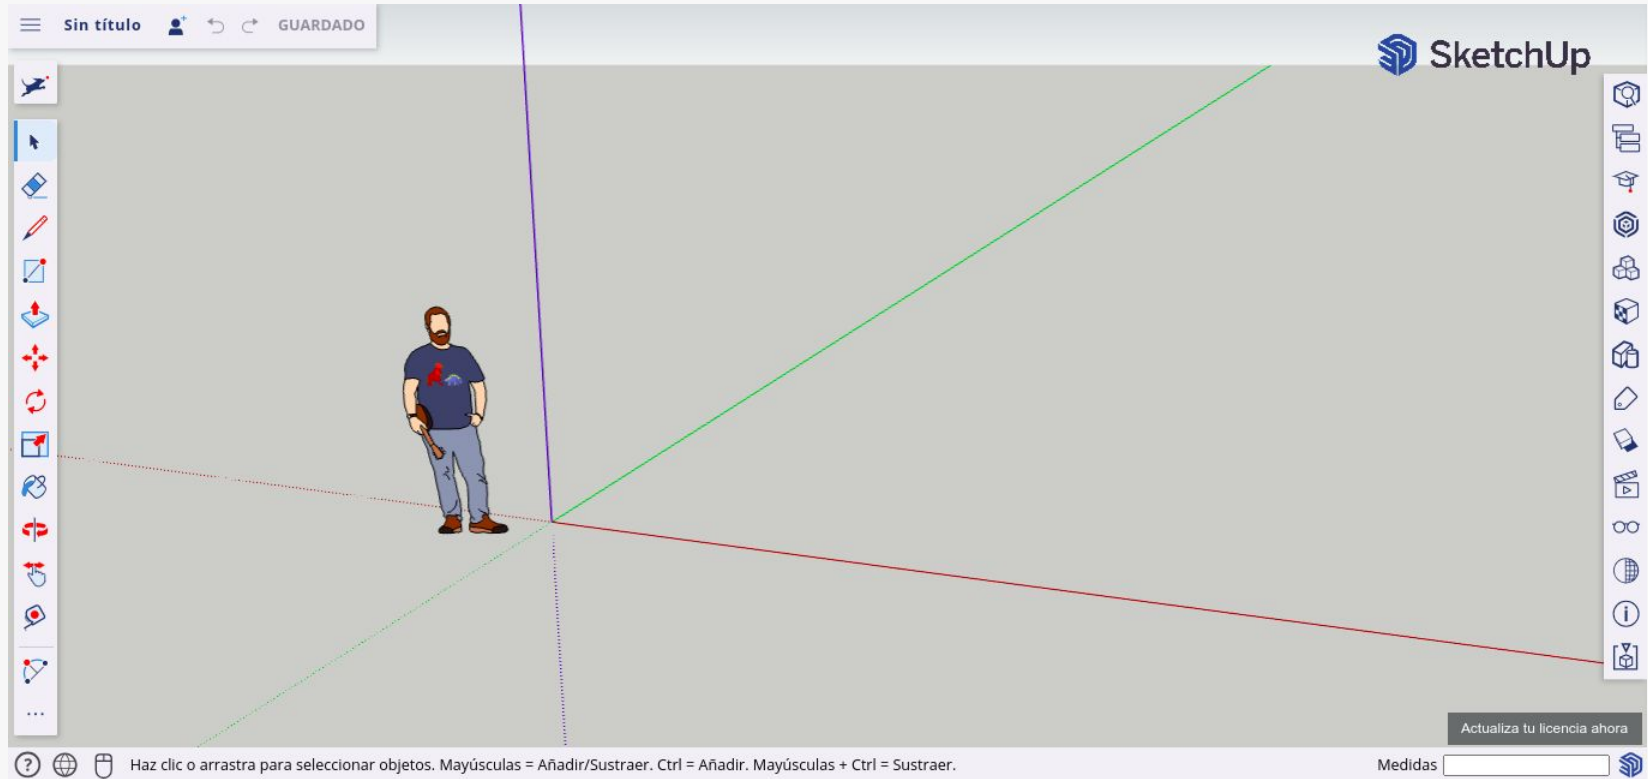 Sin título
GUARDADO
SketchUp
Actualiza tu licencia ahora
Haz clic o arrastra para seleccionar objetos. Mayúsculas = Añadir/Sustraer. Ctrl = Añadir. Mayúsculas + Ctrl = Sustraer.
Medidas